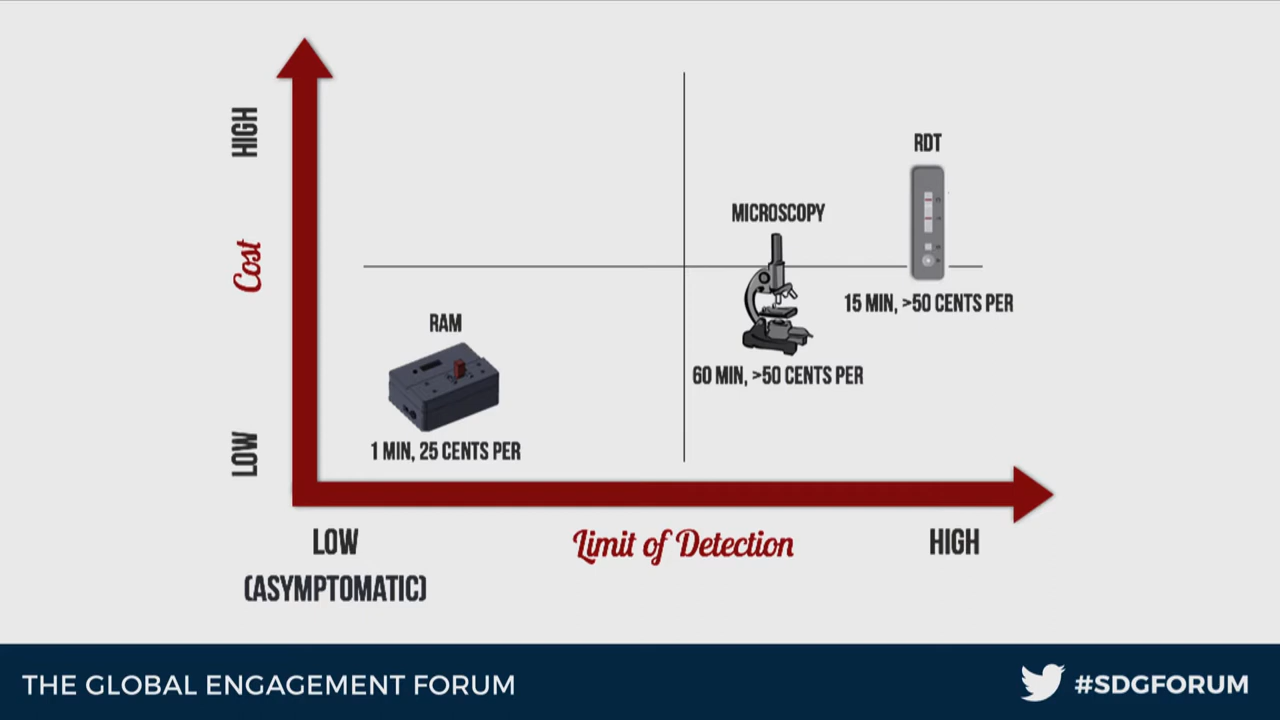 HIGH
Cost
LOW
RDT
MICROSCOPY
15 MIN, >50 CENTS PER
RAM
60 MIN, >50 CENTS PER
1 MIN, 25 CENTS PER
LOW
(ASYMPTOMATIC)
Limit of Detection
HIGH
THE GLOBAL ENGAGEMENT FORUM
#SDGFORUM